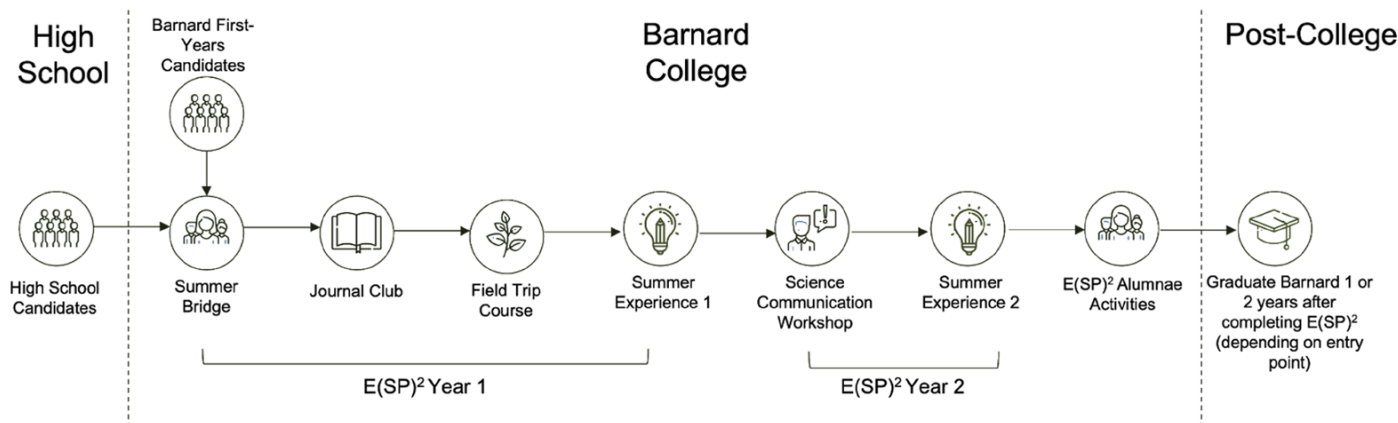 High
School
Barnard First-
Years
Candidates
Barnard
College
Post-College
High School
Candidates
Summer
Bridge
Journal Club
Field Trip
Course
Summer
Experience 1
Science
Communication
Workshop
Summer
Experience 2
E(SP)² Alumnae
Activities
Graduate Barnard 1 or
2 years after
completing E(SP)²
(depending on entry
point)
E(SP)² Year 1
E(SP)² Year 2